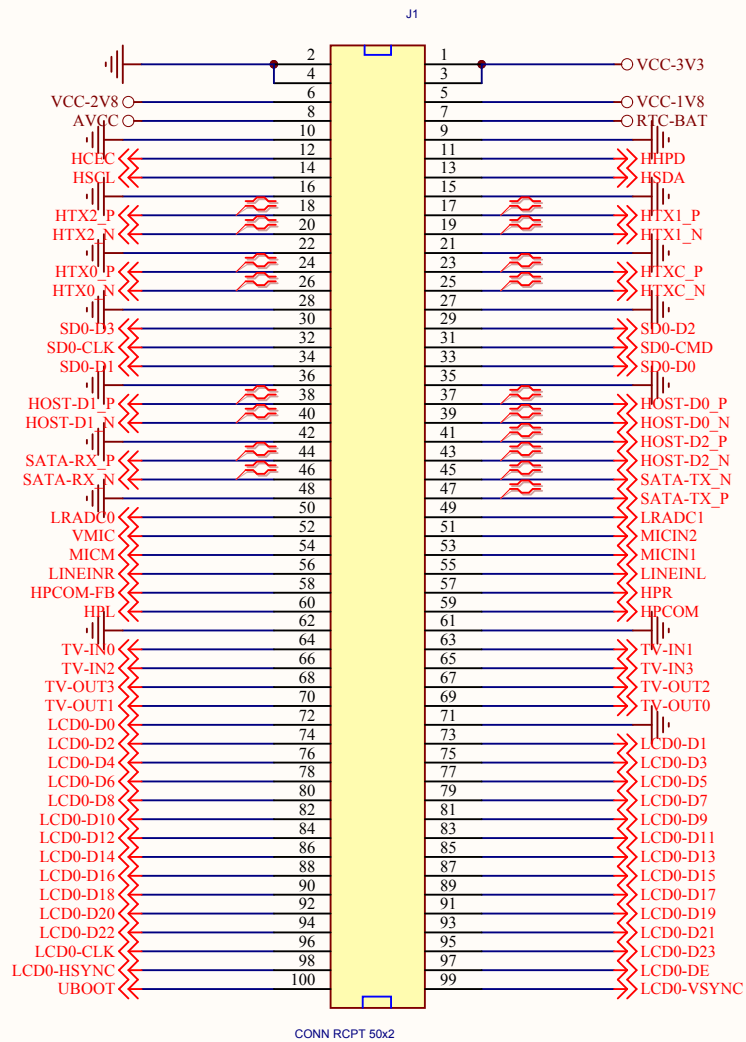 J1
2 1
VCC-3V3
4 3
VCC-2V8 6 5 VCC-1V8
AVCC 8 7 RTC-BAT
10 9
HCEC 12 11 HHPD
HSCL 14 13 HSDA
16 15
HTX2_P 18 17 HTX1_P
HTX2_N 20 19 HTX1_N
22 21
HTX0_P 24 23 HTXC_P
HTX0_N 26 25 HTXC_N
28 27
SD0-D3 30 29 SD0-D2
SD0-CLK 32 31 SD0-CMD
SD0-D1 34 33 SD0-D0
36 35
HOST-D1_P 38 37 HOST-D0_P
HOST-D1_N 40 39 HOST-D0_N
42 41 HOST-D2_P
SATA-RX_P 44 43 HOST-D2_N
SATA-RX_N 46 45 SATA-TX_N
48 47 SATA-TX_P
LRADC0 50 49 LRADC1
VMIC 52 51 MICIN2
MICM 54 53 MICIN1
LINEINR 56 55 LINEINL
HPCOM-FB 58 57 HPR
HPL 60 59 HPCOM
62 61
TV-IN0 64 63 TV-IN1
TV-IN2 66 65 TV-IN3
TV-OUT3 68 67 TV-OUT2
TV-OUT1 70 69 TV-OUT0
LCD0-D0 72 71
LCD0-D2 74 73 LCD0-D1
LCD0-D4 76 75 LCD0-D3
LCD0-D6 78 77 LCD0-D5
LCD0-D8 80 79 LCD0-D7
LCD0-D10 82 81 LCD0-D9
LCD0-D12 84 83 LCD0-D11
LCD0-D14 86 85 LCD0-D13
LCD0-D16 88 87 LCD0-D15
LCD0-D18 90 89 LCD0-D17
LCD0-D20 92 91 LCD0-D19
LCD0-D22 94 93 LCD0-D21
LCD0-CLK 96 95 LCD0-D23
LCD0-HSYNC 98 97 LCD0-DE
UBOOT 100 99 LCD0-VSYNC
CONN RCPT 50x2